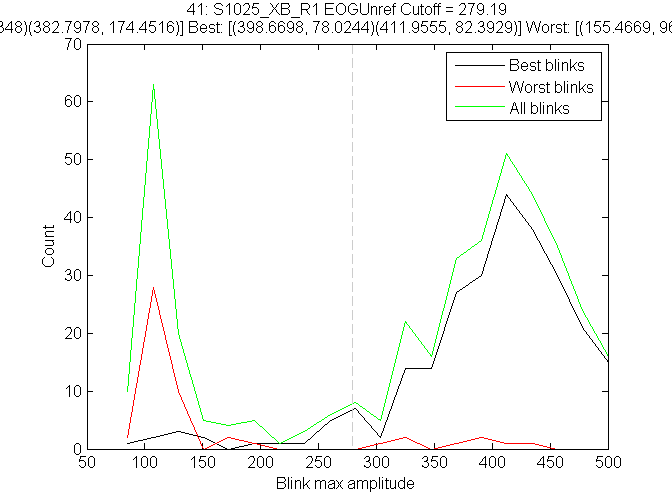 41: S1025_XB_R1 EOGUnref Cutoff = 279.19
348)(382.7978, 174.4516)] Best: [(398.6698, 78.0244)(411.9555, 82.3929)] Worst: [(155.4669, 96
70
60
50
40
30
20
10
0
Count
Best blinks
Worst blinks
All blinks
50 100 150 200 250 300 350 400 450 500
Blink max amplitude